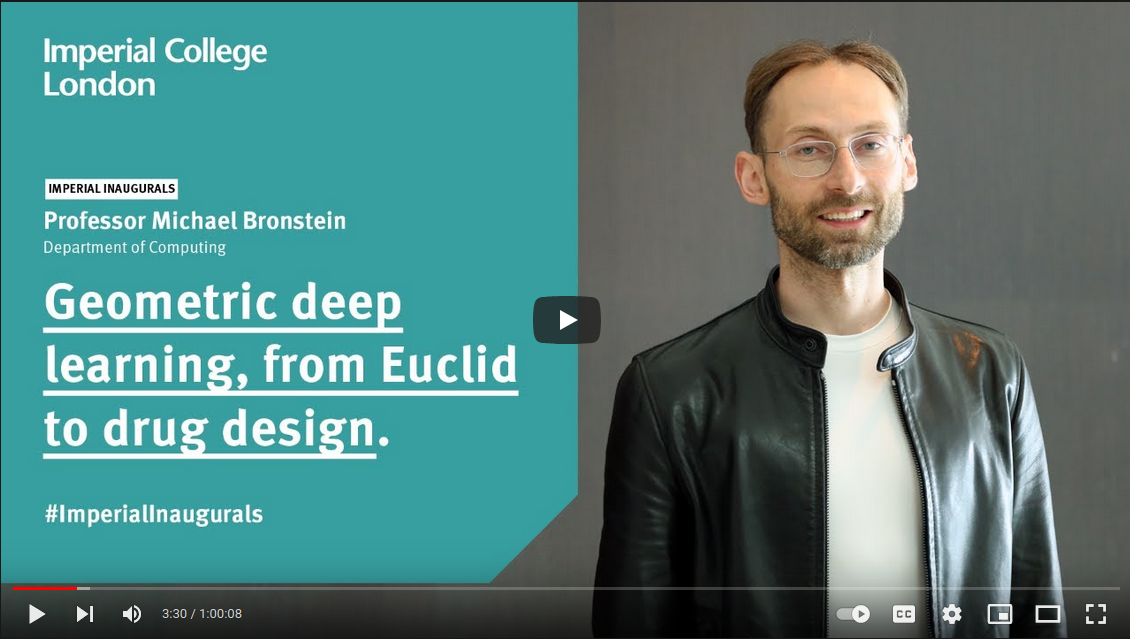 Imperial College
London
IMPERIAL INAUGURALS
Professor Michael Bronstein
Department of Computing
Geometric deep
learning, from Euclid
to drug design.
#ImperialInaugurals
3:30 / 1:00:08
CC